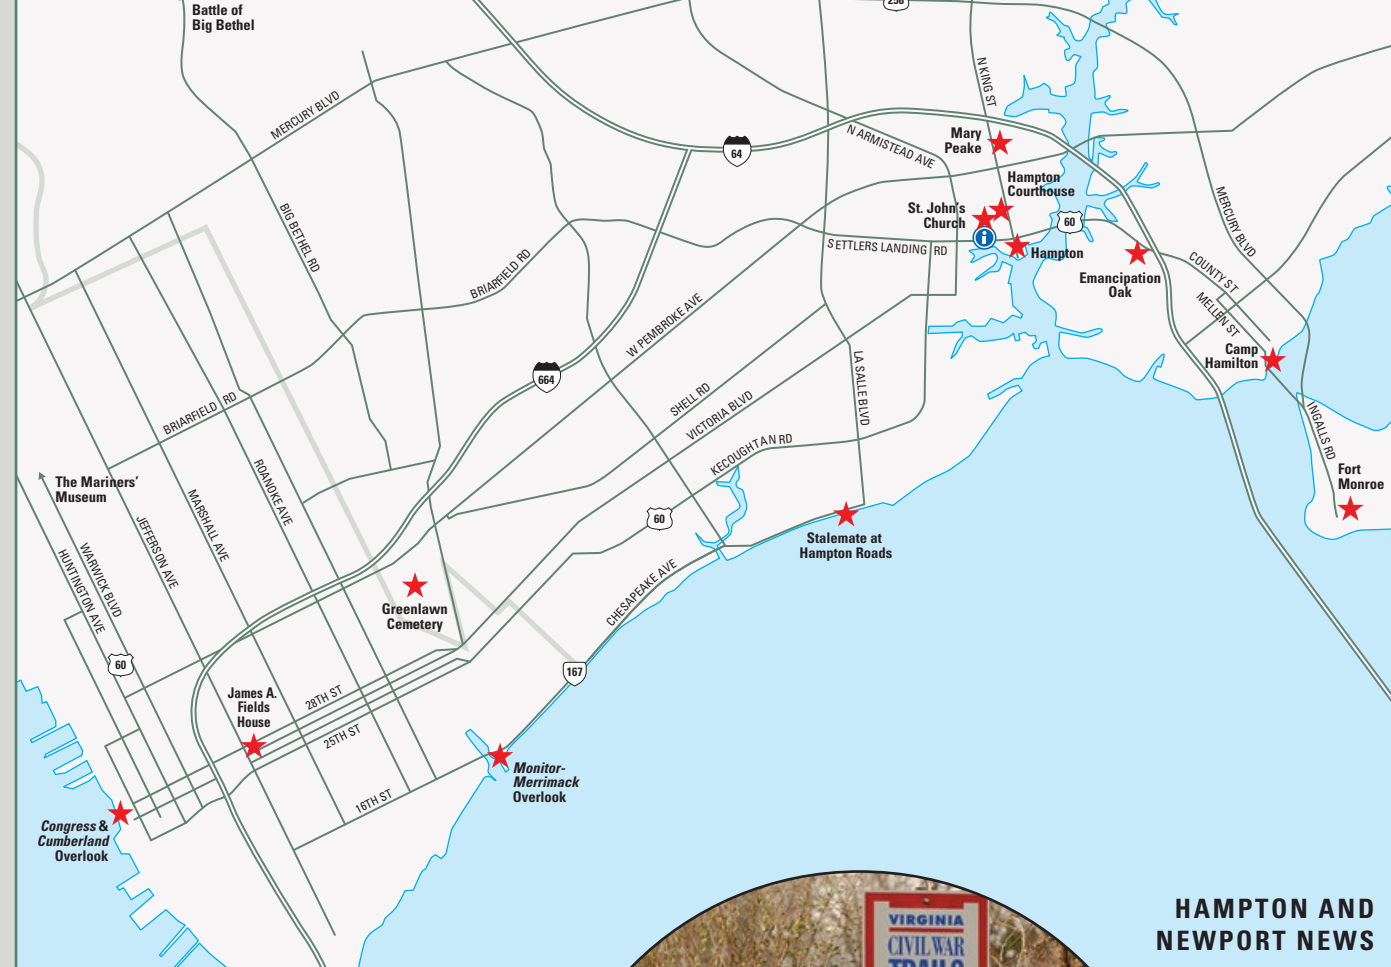 Battle of
Big Bethel
258
N KING ST
MERCURY BLVD
64
N ARMISTEAD AVE
Mary
Peake
Hampton
Courthouse
St. John's
Church
60
MERCURY BLVD
BIG BETHEL RD
SETTLERS LANDING RD
i
Hampton
Emancipation
Oak
COUNTY ST
BRIARFIELD RD
MELLEN ST
W PEMBROKE AVE
Camp
Hamilton
664
LA SALLE BLVD
SHELL RD
VICTORIA BLVD
BRIARFIELD RD
INGALLS RD
KECOUGHTAN RD
Fort
Monroe
The Mariners'
Museum
ROANOKE AVE
MARSHALL AVE
JEFFERSON AVE
60
Stalemate at
Hampton Roads
WARWICK BLVD
HUNTINGTON AVE
Greenlawn
Cemetery
CHESAPEAKE AVE
60
167
James A.
Fields
House
28TH ST
25TH ST
Monitor-
Merrimack
Overlook
16TH ST
Congress &
Cumberland
Overlook
HAMPTON AND
NEWPORT NEWS
VIRGINIA
CIVIL WAR
TRAILS